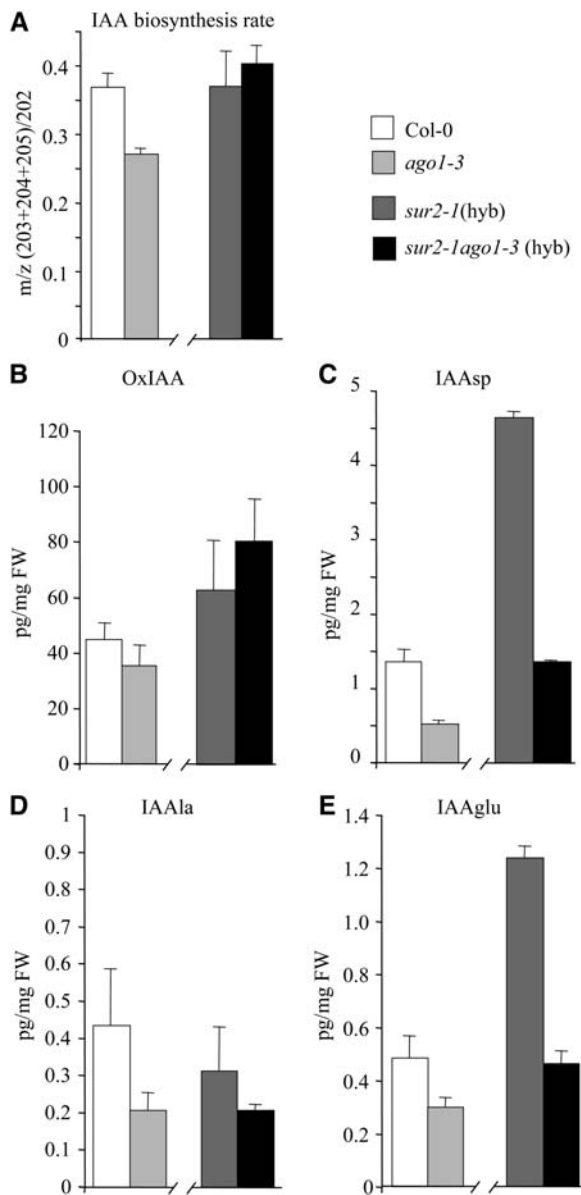 A
IAA biosynthesis rate
m/z (203+204+205)/202
0.4
0.3
0.2
0.1
0
Col-0
ago1-3
sur2-1(hyb)
sur2-1ago1-3 (hyb)
B
OxIAA
pg/mg FW
120
100
80
60
40
20
0
C
IAAsp
pg/mg FW
5
4
3
2
1
0
D
IAAla
pg/mg FW
1
0.9
0.8
0.7
0.6
0.5
0.4
0.3
0.2
0.1
0
E
IAAglu
pg/mg FW
1.4
1.2
1.0
0.8
0.6
0.4
0.2
0